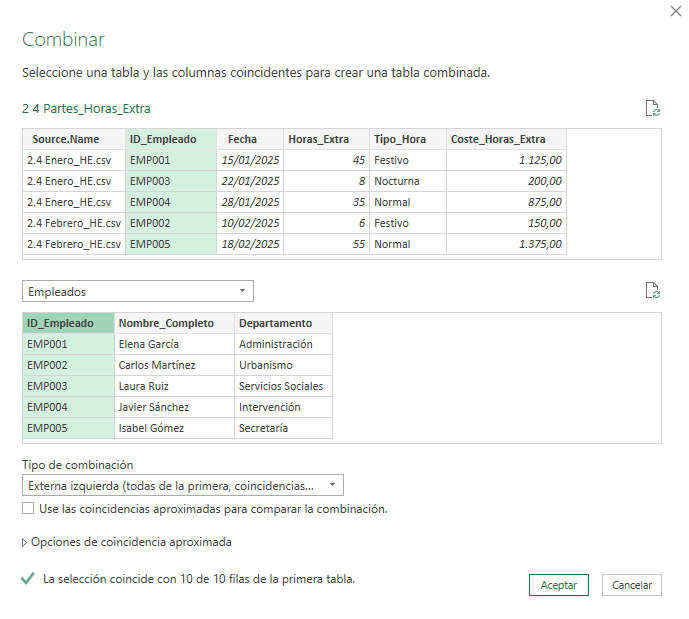 Combinar
Seleccione una tabla y las columnas coincidentes para crear una tabla combinada.
2 4 Partes_Horas_Extra
Source.Name ID_Empleado Fecha Horas_Extra Tipo_Hora Coste_Horas_Extra
2.4 Enero_HE.csv EMP001 15/01/2025 45 Festivo 1.125,00
2.4 Enero_HE.csv EMP003 22/01/2025 8 Nocturna 200,00
2.4 Enero_HE.csv EMP004 28/01/2025 35 Normal 875,00
2.4 Febrero_HE.csv EMP002 10/02/2025 6 Festivo 150,00
2.4 Febrero_HE.csv EMP005 18/02/2025 55 Normal 1.375,00
Empleados
ID_Empleado Nombre_Completo Departamento
EMP001 Elena García Administración
EMP002 Carlos Martínez Urbanismo
EMP003 Laura Ruiz Servicios Sociales
EMP004 Javier Sánchez Intervención
EMP005 Isabel Gómez Secretaría
Tipo de combinación
Externa izquierda (todas de la primera, coincidencias...
Use las coincidencias aproximadas para comparar la combinación.
Opciones de coincidencia aproximada
La selección coincide con 10 de 10 filas de la primera tabla.
Aceptar Cancelar